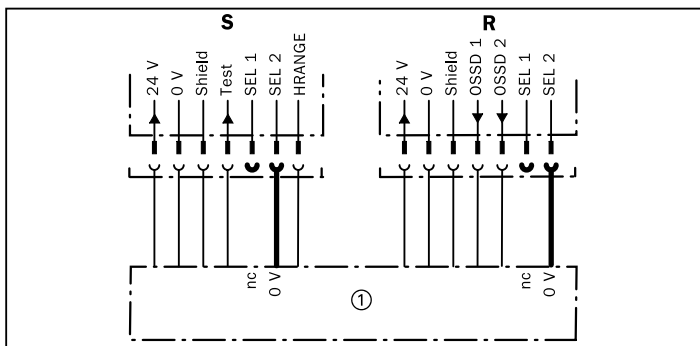 S R
24 V 0 V Shield Test SEL 1 SEL 2 HRANGE 24 V 0 V Shield OSSD 1 OSSD 2 SEL 1 SEL 2
nc 0 V nc 0 V
①